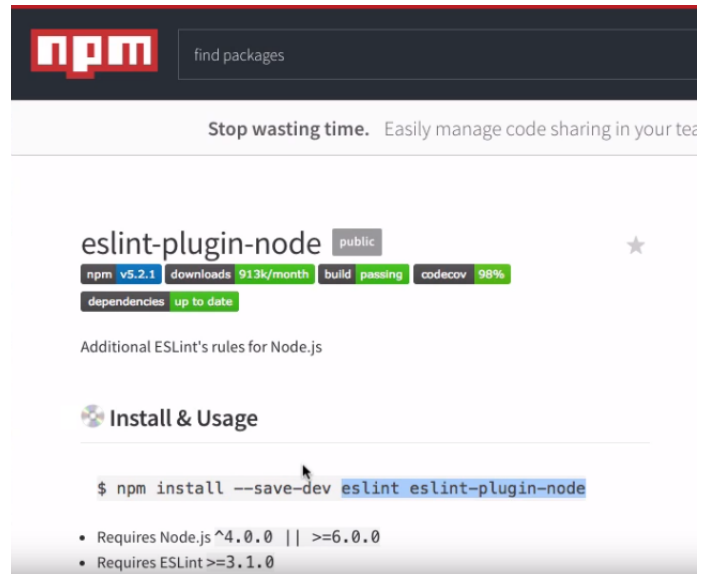 npm
find packages
Stop wasting time. Easily manage code sharing in your tea
eslint-plugin-node public
npm v5.2.1 downloads 913k/month build passing codecov 98%
dependencies up to date
Additional ESLint's rules for Node.js
Install & Usage
$ npm install --save-dev eslint eslint-plugin-node
• Requires Node.js ^4.0.0 || >=6.0.0
• Requires ESLint >=3.1.0